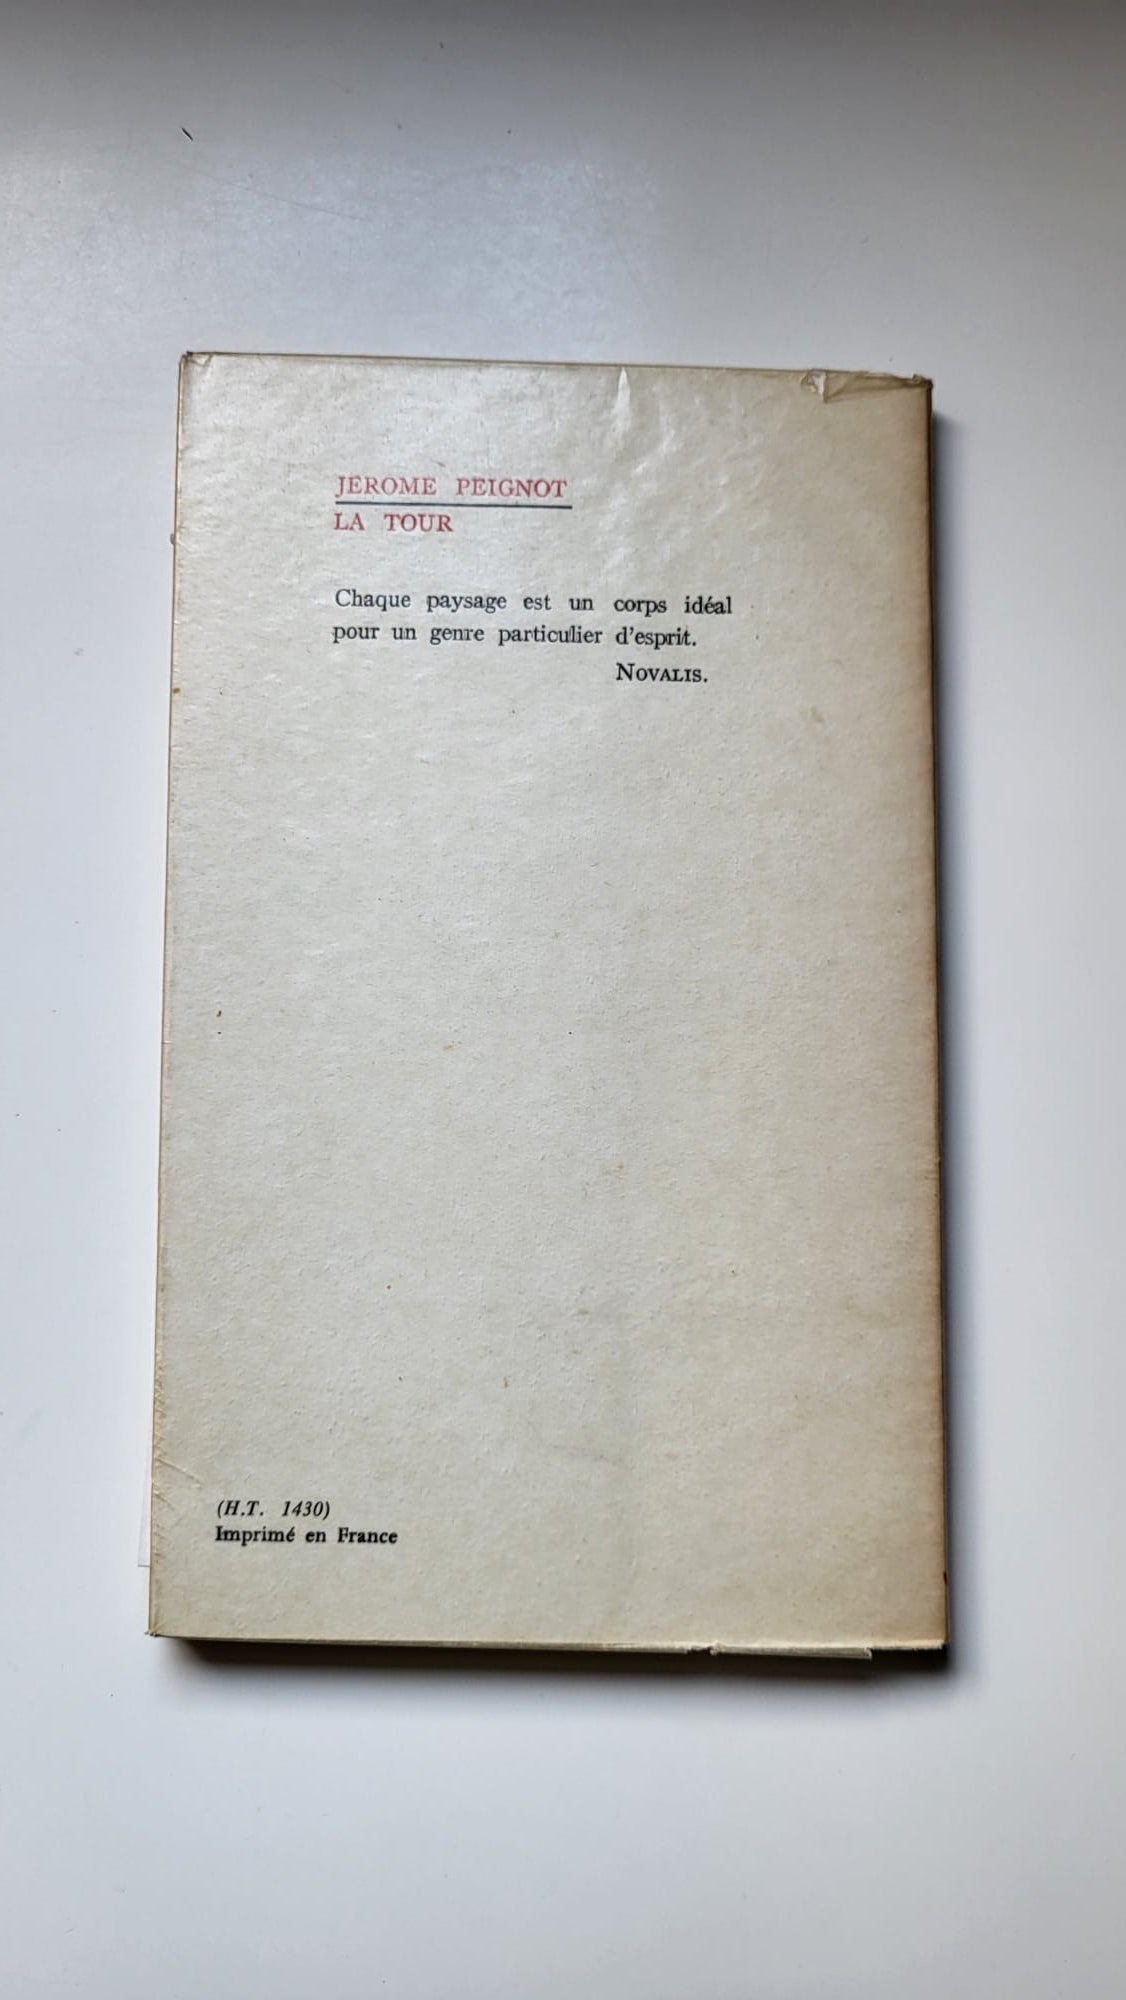 JEROME PEIGNOT
LA TOUR
Chaque paysage est un corps idéal
pour un genre particulier d'esprit.
NOVALIS.
(H.T. 1430)
Imprimé en France